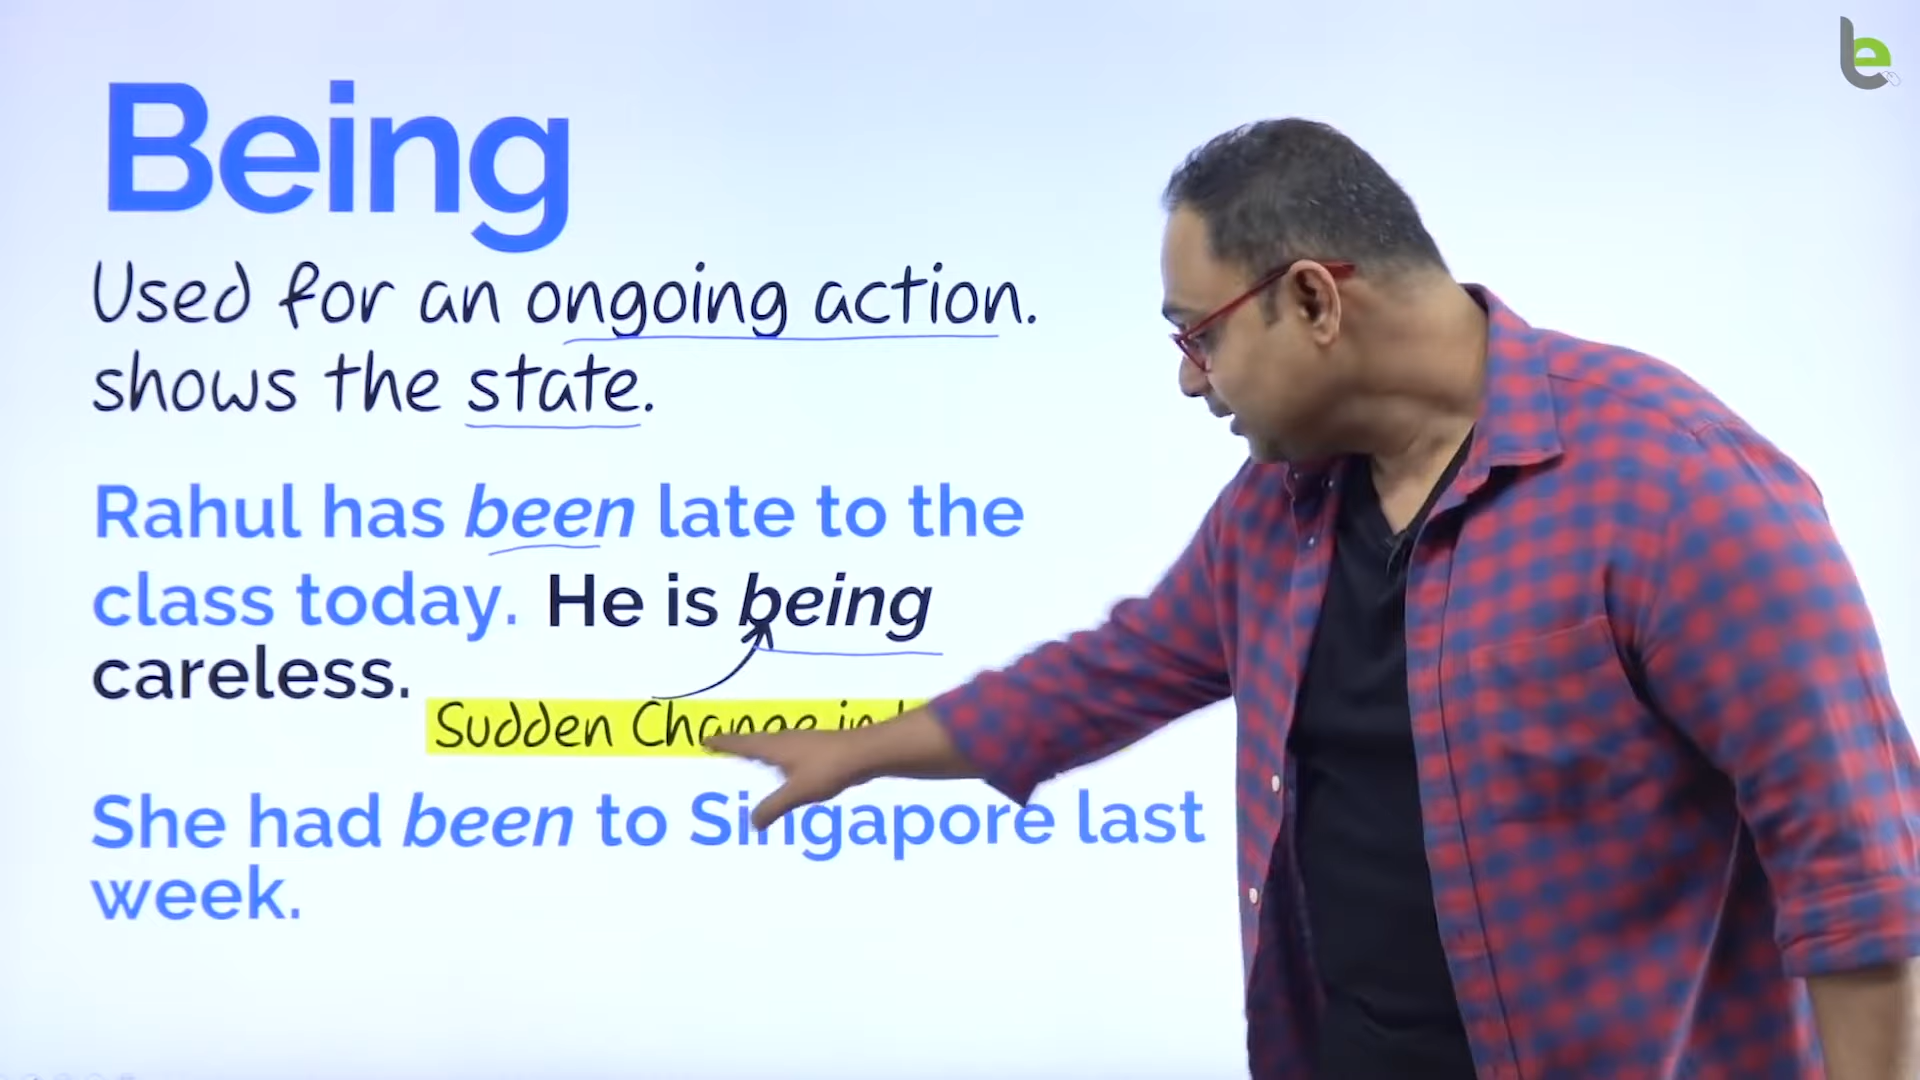 Being
Used for an ongoing action.
shows the state.
Rahul has been late to the
class today. He is being
careless.
Sudden Change in
She had been to Singapore last
week.